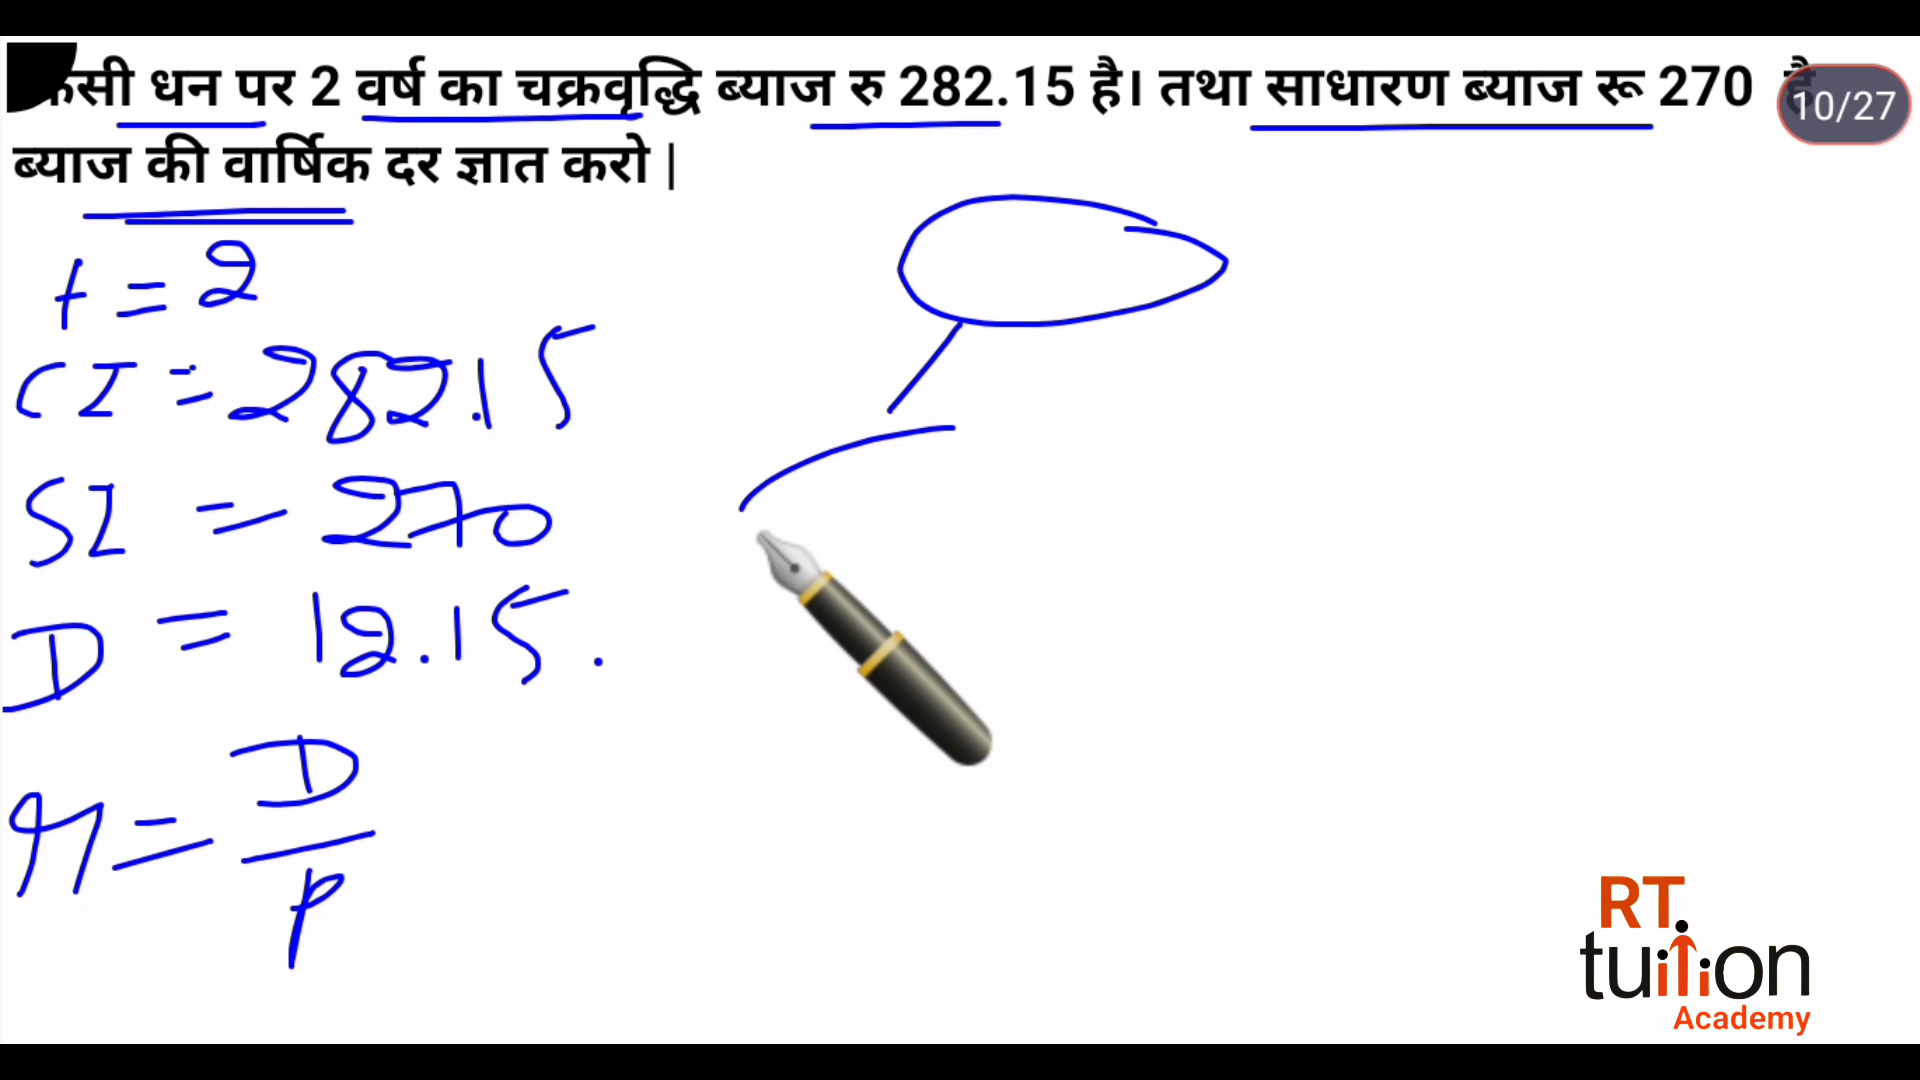 सी धन पर 2 वर्ष का चक्रवृद्धि ब्याज रु 282.15 है। तथा साधारण ब्याज रू 270 है
10/27
ब्याज की वार्षिक दर ज्ञात करो |
t = 2
CI = 282.15
SI = 270
D = 12.15.
r = D
P
RT
tuition
Academy